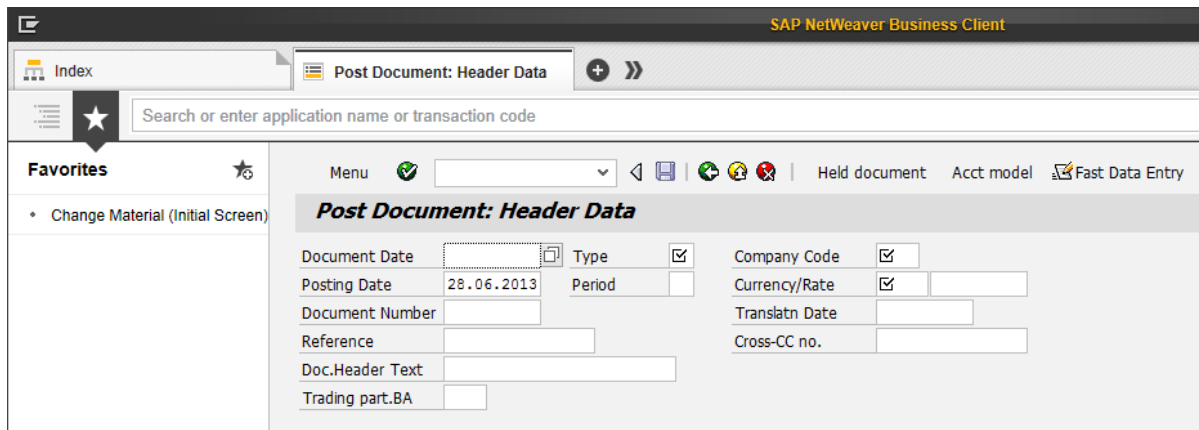 SAP NetWeaver Business Client
Index
Post Document: Header Data
Search or enter application name or transaction code
Favorites
Menu
Held document
Acct model
Fast Data Entry
Change Material (Initial Screen)
Post Document: Header Data
Document Date
Type
Company Code
Posting Date
28.06.2013
Period
Currency/Rate
Document Number
Translatn Date
Reference
Cross-CC no.
Doc.Header Text
Trading part.BA